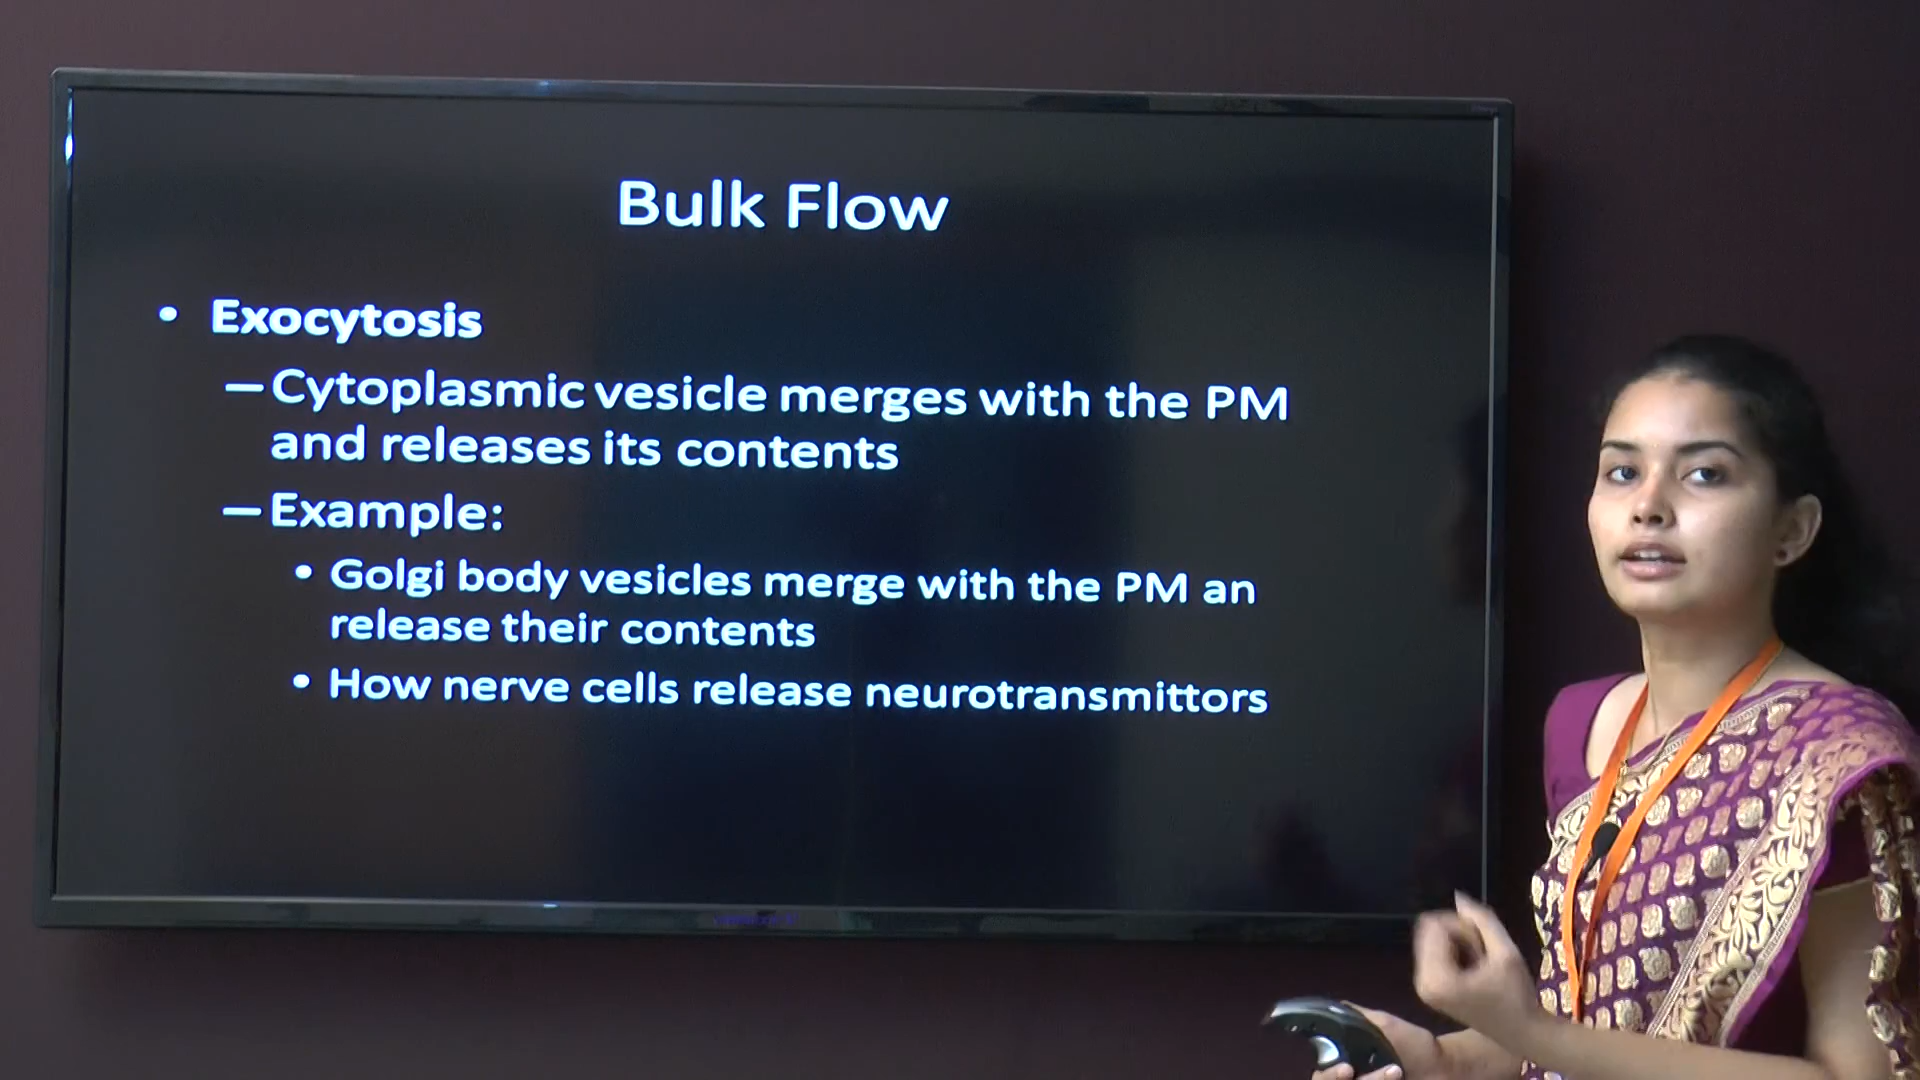 Bulk Flow
• Exocytosis
– Cytoplasmic vesicle merges with the PM
and releases its contents
– Example:
• Golgi body vesicles merge with the PM an
release their contents
• How nerve cells release neurotransmittors